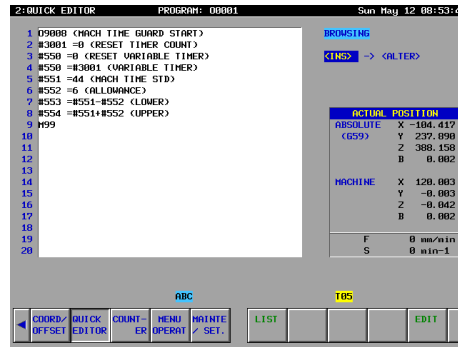 2:QUICK EDITOR PROGRAM: O0001 Sun May 12 08:53:
1 O9008 (MACH TIME GUARD START)
2 #3001 =0 (RESET TIMER COUNT)
3 #550 =0 (RESET VARIABLE TIMER)
4 #550 =#3001 (VARIABLE TIMER)
5 #551 =44 (MACH TIME STD)
6 #552 =6 (ALLOWANCE)
7 #553 =#551-#552 (LOWER)
8 #554 =#551+#552 (UPPER)
9 M99
10
11
12
13
14
15
16
17
18
19
20
BROWSING
<INS> -> <ALTER>
ACTUAL POSITION
ABSOLUTE X -104.417
(G59) Y 237.890
Z 388.158
B 0.002
MACHINE X 120.003
Y -0.003
Z -0.042
B 0.002
F 0 mm/min
S 0 min-1
ABC T05
COORD/ OFFSET
QUICK EDITOR
COUNT- ER
MENU OPERAT
MAINTE / SET.
LIST
EDIT